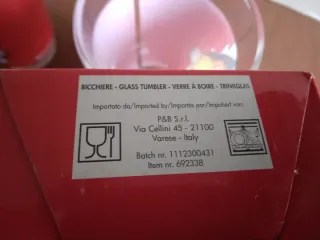 BICCHIERE - GLASS TUMBLER - VERRE À BOIRE - TRINKGLAS
Importato da/imported by/importés par/importiert von:
P&B S.r.l.
Via Cellini 45 - 21100
Varese - Italy
Batch nr. 1112300431
Item nr. 692338